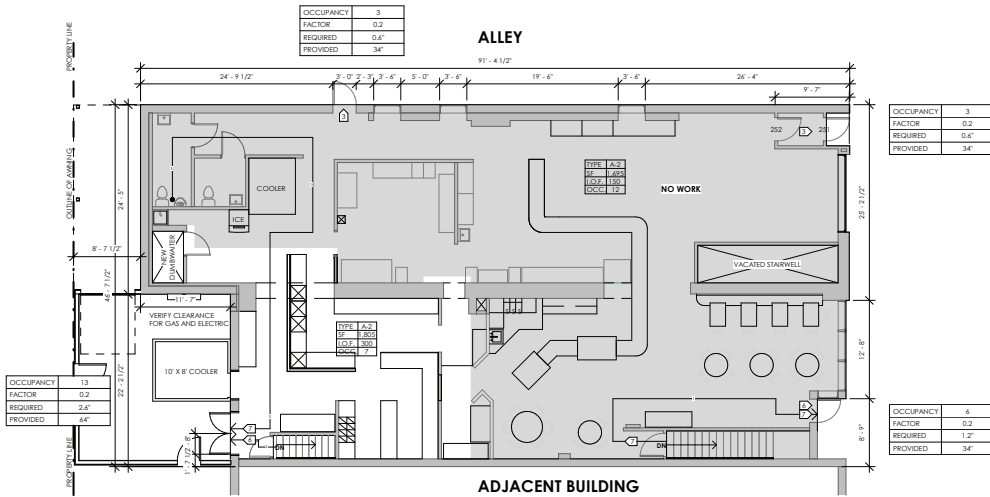 OCCUPANCY 3
FACTOR 0.2
REQUIRED 0.6"
PROVIDED 34"
ALLEY
PROPERTY LINE
91' - 4 1/2"
24' - 9 1/2"
3' - 0"
2' - 3"
3' - 6"
5' - 0"
3' - 6"
19' - 6"
3' - 6"
26' - 4"
9' - 7"
3
252
3
251
OCCUPANCY 3
FACTOR 0.2
REQUIRED 0.6"
PROVIDED 34"
OUTLINE OF AWNING
24' - 5"
COOLER
TYPE A-2
SF 1,695
I.O.F. 150
OCC. 12
NO WORK
25' - 2 1/2"
ICE
NEW DUMBWAITER
8' - 7 1/2"
46' - 7 1/2"
VACATED STAIRWELL
11' - 7"
VERIFY CLEARANCE
FOR GAS AND ELECTRIC
TYPE A-2
SF 1,805
I.O.F. 300
OCC. 7
12' - 8"
10' X 8' COOLER
22' - 2 1/2"
OCCUPANCY 13
FACTOR 0.2
REQUIRED 2.6"
PROVIDED 64"
6
7
OCCUPANCY 6
FACTOR 0.2
REQUIRED 1.2"
PROVIDED 34"
7
6
DN
7
DN
8' - 9"
1' - 7 1/2"
PROPERTY LINE
ADJACENT BUILDING